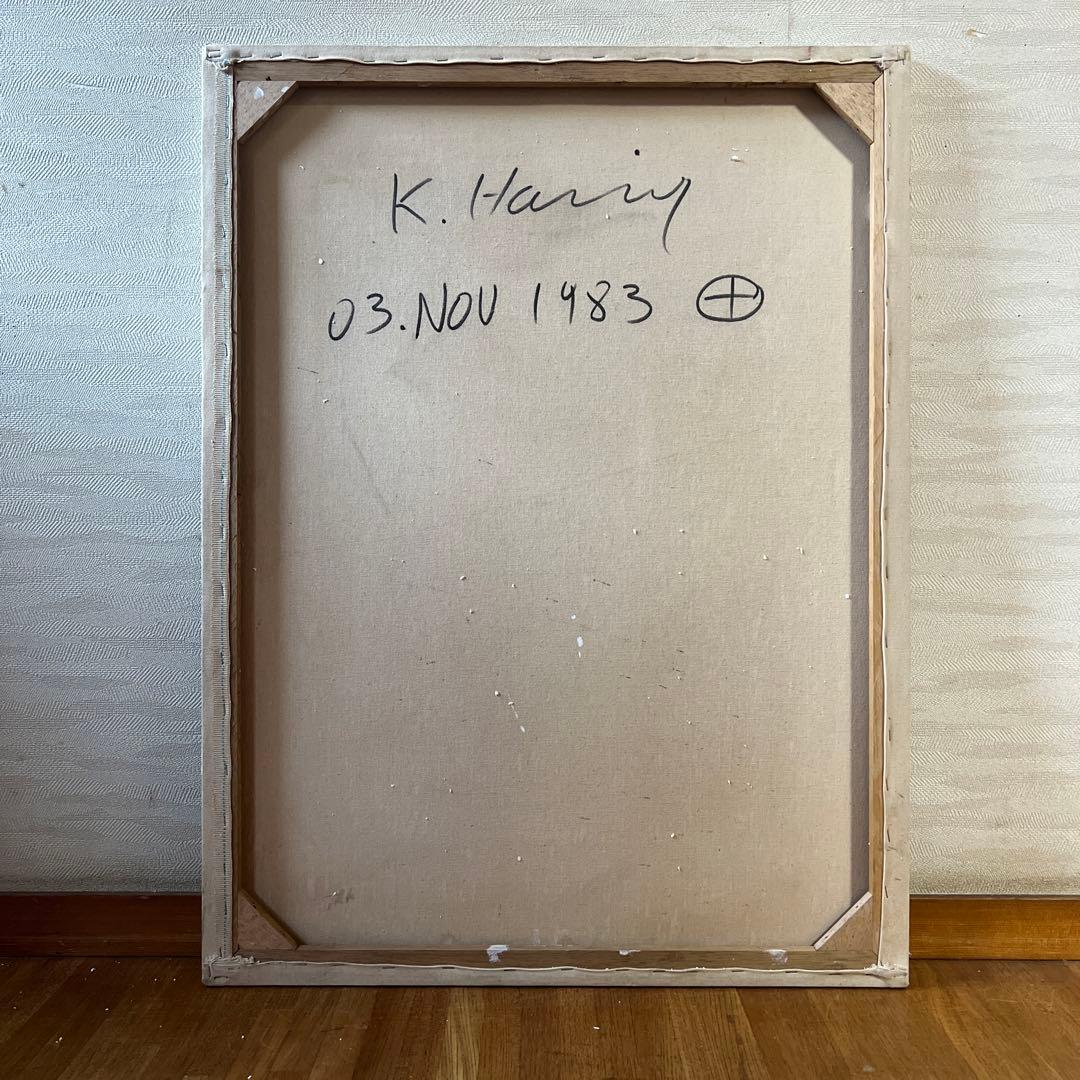 K. Haring
03. NOV 1983 ⊕